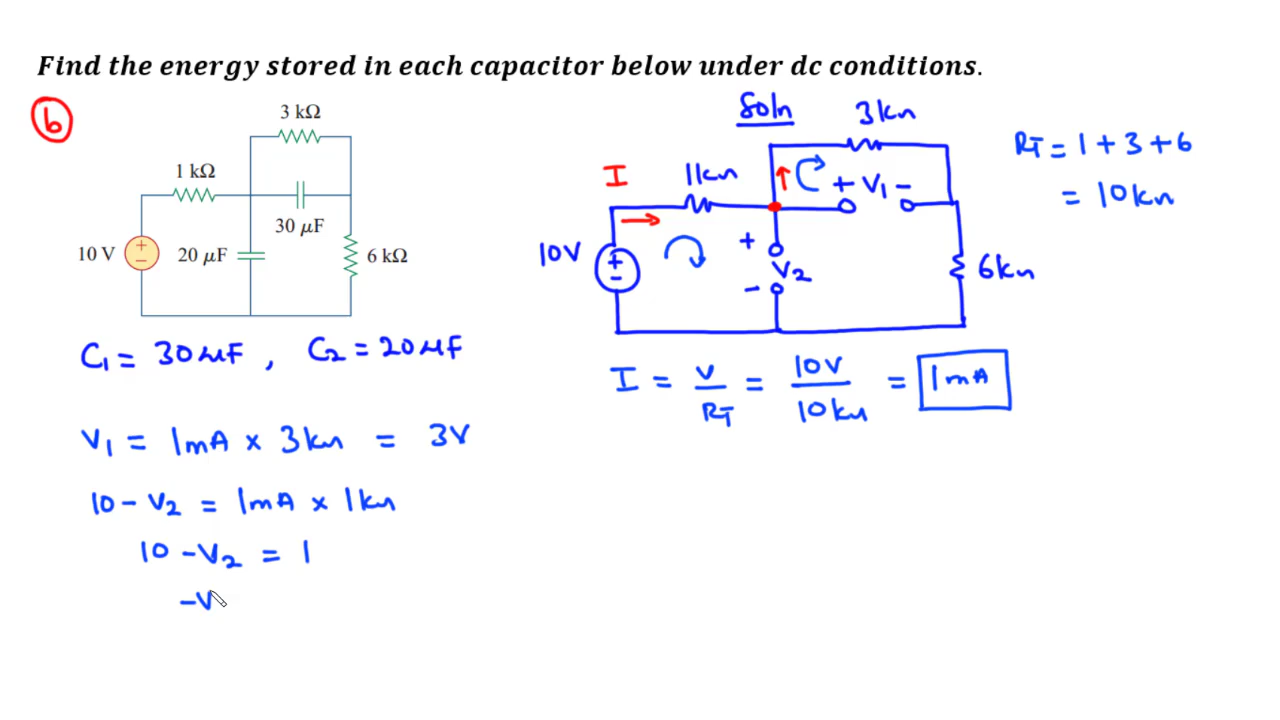 Find the energy stored in each capacitor below under dc conditions.
b
3 kΩ
1 kΩ
30 μF
10 V
+
−
20 μF
6 kΩ
Soln
3kΩ
I
1kΩ
+ V₁ −
10V
+
−
+
V₂
−
6kΩ
RT = 1 + 3 + 6
= 10kΩ
C₁ = 30μF , C₂ = 20μF
I = V/RT = 10V/10kΩ = 1mA
V₁ = 1mA × 3kΩ = 3V
10 − V₂ = 1mA × 1kΩ
10 − V₂ = 1
−V